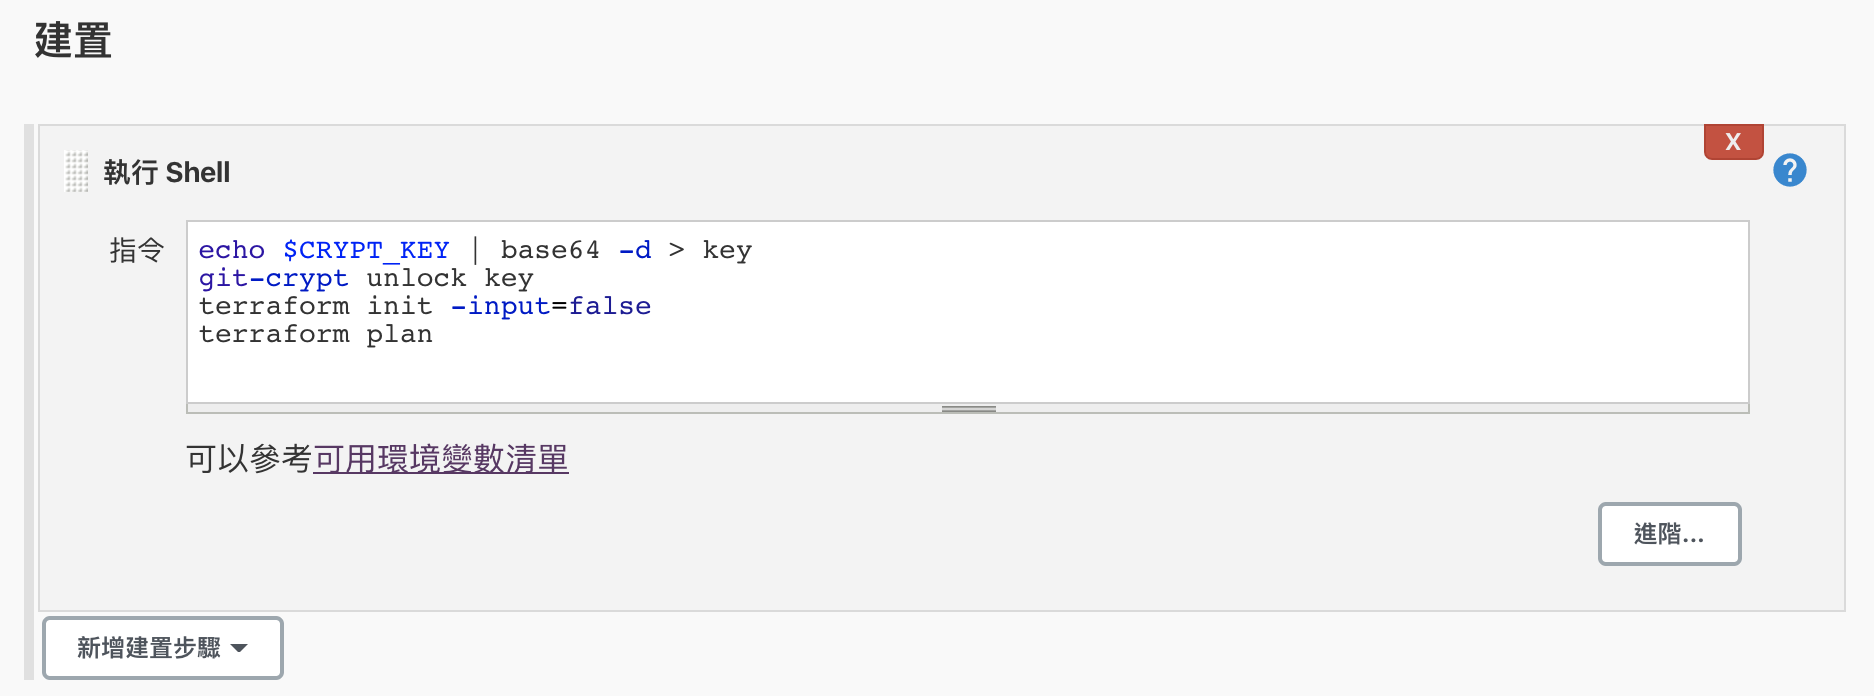 建置
X
執行 Shell
?
指令
echo $CRYPT_KEY | base64 -d > key
git-crypt unlock key
terraform init -input=false
terraform plan
可以參考可用環境變數清單
進階...
新增建置步驟